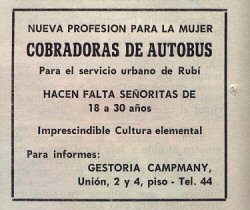 NUEVA PROFESION PARA LA MUJER
COBRADORAS DE AUTOBUS
Para el servicio urbano de Rubí
HACEN FALTA SEÑORITAS DE
18 a 30 años
Imprescindible Cultura elemental
Para informes:
GESTORIA CAMPMANY,
Unión, 2 y 4, piso - Tel. 44